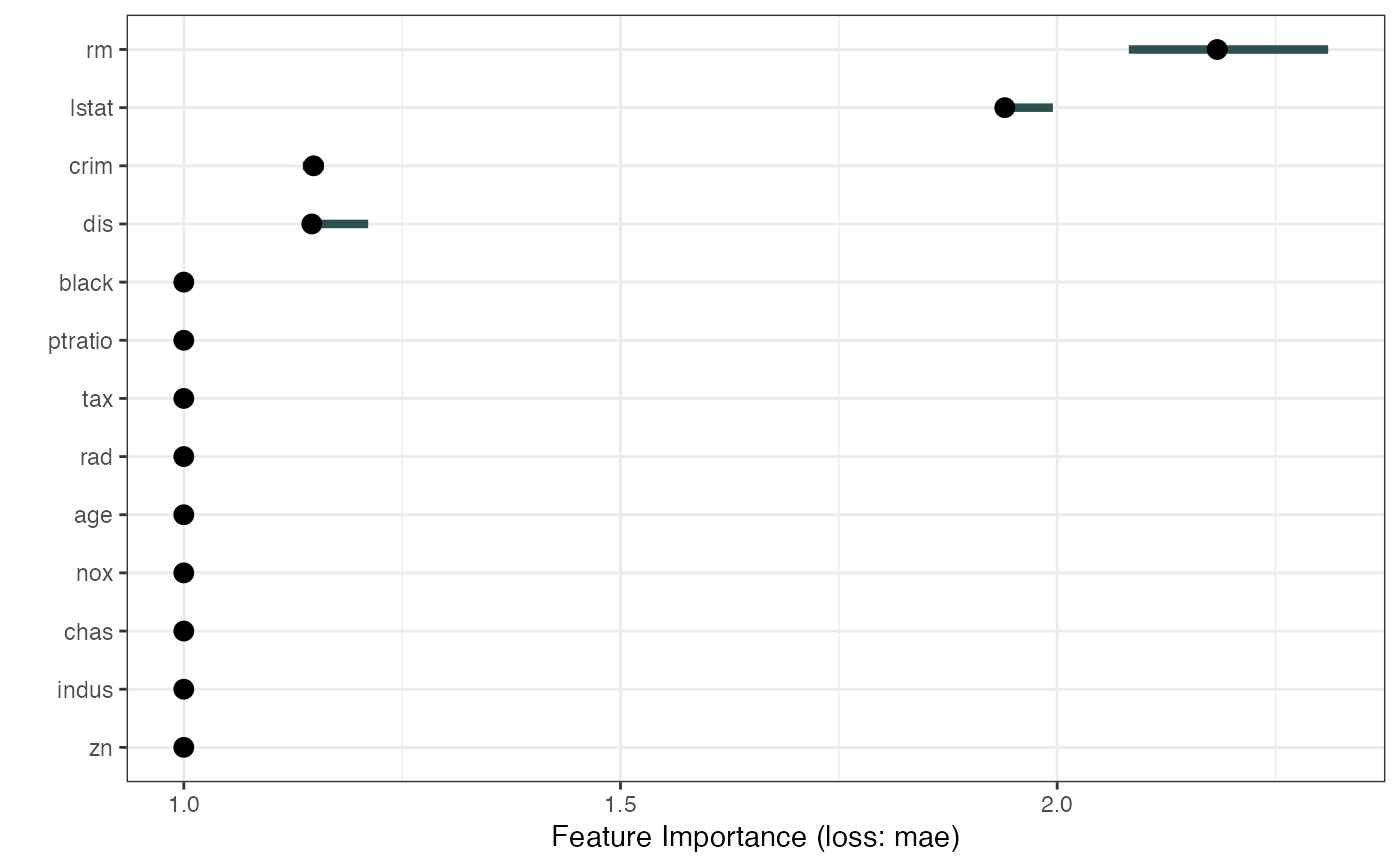 rm
lstat
crim
dis
black
ptratio
tax
rad
age
nox
chas
indus
zn
1.0 1.5 2.0
Feature Importance (loss: mae)